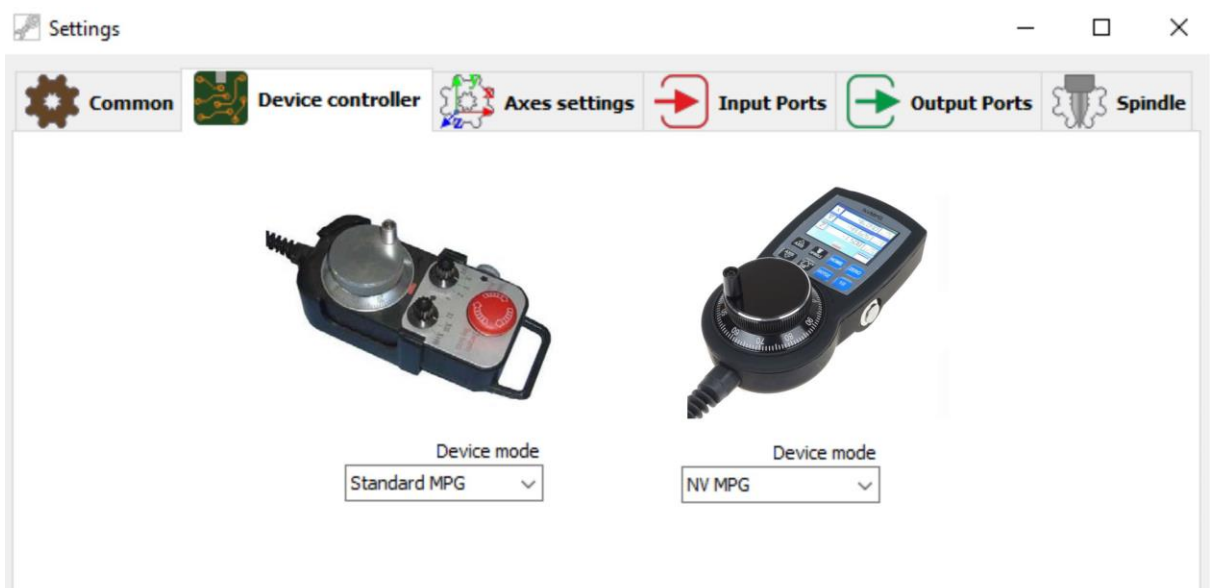 Settings
Common
Device controller
Axes settings
Input Ports
Output Ports
Spindle
Device mode
Standard MPG
Device mode
NV MPG